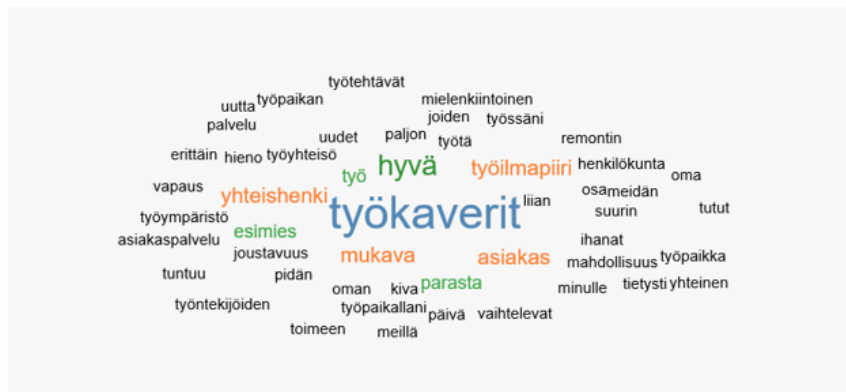 työtehtävät
uutta työpaikan mielenkiintoinen
palvelu joiden työssäni
uudet paljon työtä remontin
erittäin hieno työyhteisö hyvä työilmapiiri henkilökunta
vapaus työ oma
yhteishenki työkaverit liian osa meidän
työympäristö suurin tutut
asiakaspalvelu esimies ihanat
joustavuus mukava asiakas mahdollisuus työpaikka
tuntuu pidän parasta tietysti yhteinen
oman kiva minulle
työntekijöiden työpaikallani päivä vaihtelevat
toimeen meillä